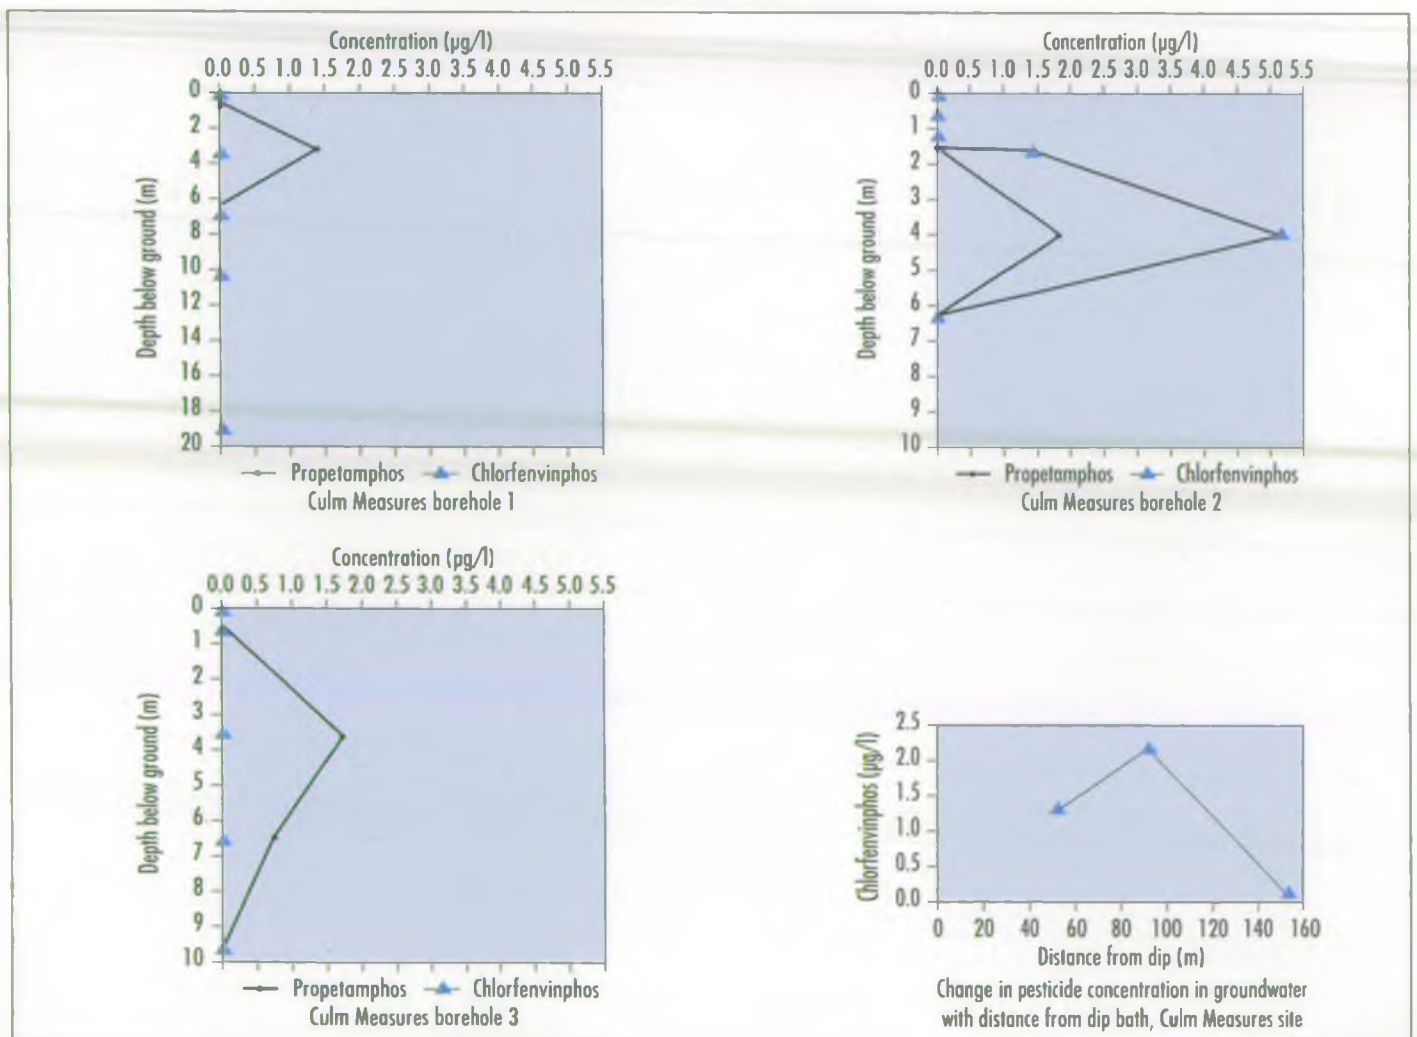 Concentration (µg/l)
0.0 0.5 1.0 1.5 2.0 2.5 3.0 3.5 4.0 4.5 5.0 5.5
Depth below ground (m)
0
2
4
6
8
10
12
14
16
18
20
Propetamphos Chlorfenvinphos
Culm Measures borehole 1
Concentration (µg/l)
0.0 0.5 1.0 1.5 2.0 2.5 3.0 3.5 4.0 4.5 5.0 5.5
Depth below ground (m)
0
1
2
3
4
5
6
7
8
9
10
Propetamphos Chlorfenvinphos
Culm Measures borehole 2
Concentration (pg/l)
0.0 0.5 1.0 1.5 2.0 2.5 3.0 3.5 4.0 4.5 5.0 5.5
Depth below ground (m)
0
1
2
3
4
5
6
7
8
9
10
Propetamphos Chlorfenvinphos
Culm Measures borehole 3
Chlorfenvinphos (µg/l)
2.5
2.0
1.5
1.0
0.5
0.0
0 20 40 60 80 100 120 140 160
Distance from dip (m)
Change in pesticide concentration in groundwater
with distance from dip bath, Culm Measures site